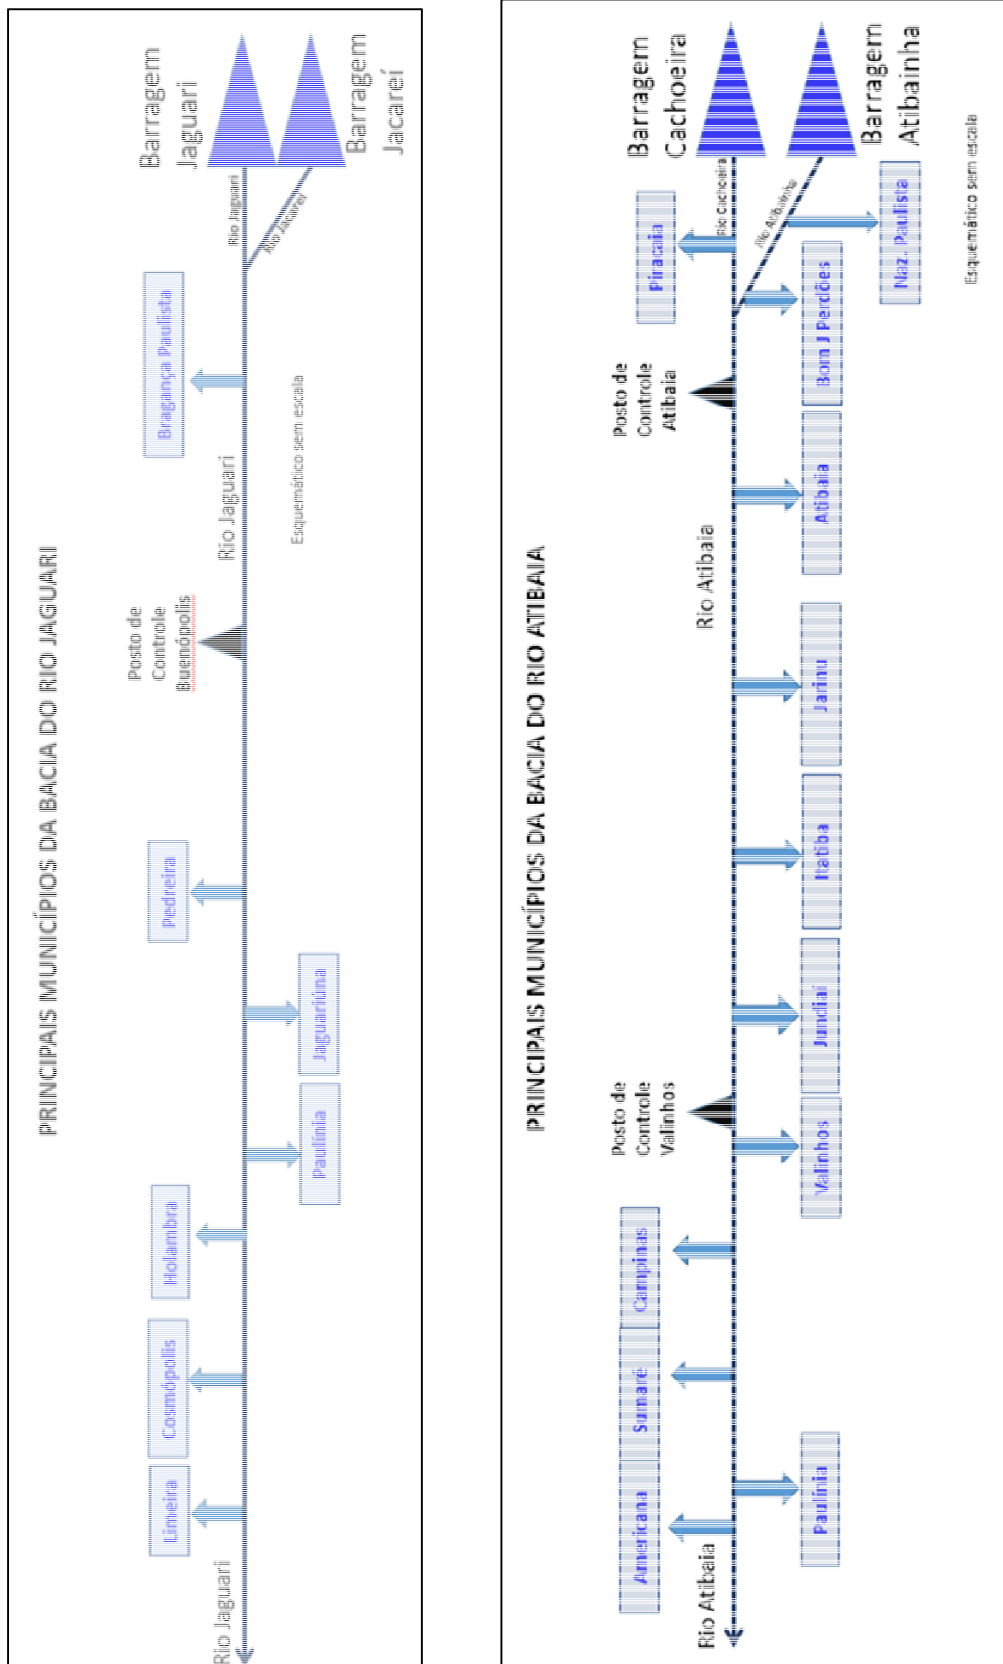 PRINCIPAIS MUNICÍPIOS DA BACIA DO RIO JAGUARI
Limeira
Cosmópolis
Holambra
Pedreira
Posto de
Controle
Buenópolis
Bragança Paulista
Barragem
Jaguari
Rio Jaguari
Rio Jaguari
Rio Jaguari
Rio Jacareí
Paulínia
Jaguariúna
Esquemático sem escala
Barragem
Jacareí
PRINCIPAIS MUNICÍPIOS DA BACIA DO RIO ATIBAIA
Americana
Sumaré
Campinas
Posto de
Controle
Valinhos
Posto de
Controle
Atibaia
Piracaia
Barragem
Cachoeira
Rio Atibaia
Rio Atibaia
Rio Cachoeira
Rio Atibainha
Paulínia
Valinhos
Jundiaí
Itatiba
Jarinu
Atibaia
Bom J Perdões
Naz. Paulista
Barragem
Atibainha
Esquemático sem escala